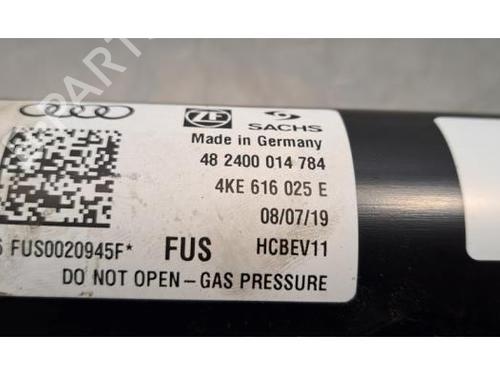 ZF SACHS
Made in Germany
48 2400 014 784
4KE 616 025 E
08/07/19
FUS0020945F* FUS HCBEV11
DO NOT OPEN – GAS PRESSURE